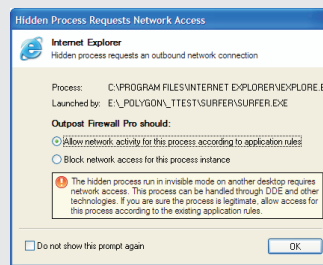 Hidden Process Requests Network Access
Internet Explorer
Hidden process requests an outbound network connection
Process: C:\PROGRAM FILES\INTERNET EXPLORER\IEXPLORE.E
Launched by: E:\_POLYGON\_TTEST\SURFER\SURFER.EXE
Outpost Firewall Pro should:
Allow network activity for this process according to application rules
Block network access for this process instance
The hidden process run in invisible mode on another desktop requires
network access. This process can be handled through DDE and other
technologies. If you are sure the process is legitimate, allow access for
this process according to the existing application rules.
Do not show this prompt again
OK